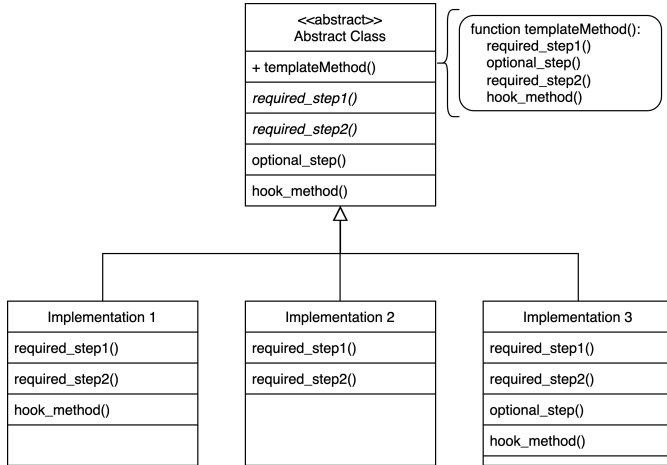 <<abstract>>
Abstract Class
+ templateMethod()
required_step1()
required_step2()
optional_step()
hook_method()
function templateMethod():
required_step1()
optional_step()
required_step2()
hook_method()
Implementation 1
required_step1()
required_step2()
hook_method()
Implementation 2
required_step1()
required_step2()
Implementation 3
required_step1()
required_step2()
optional_step()
hook_method()